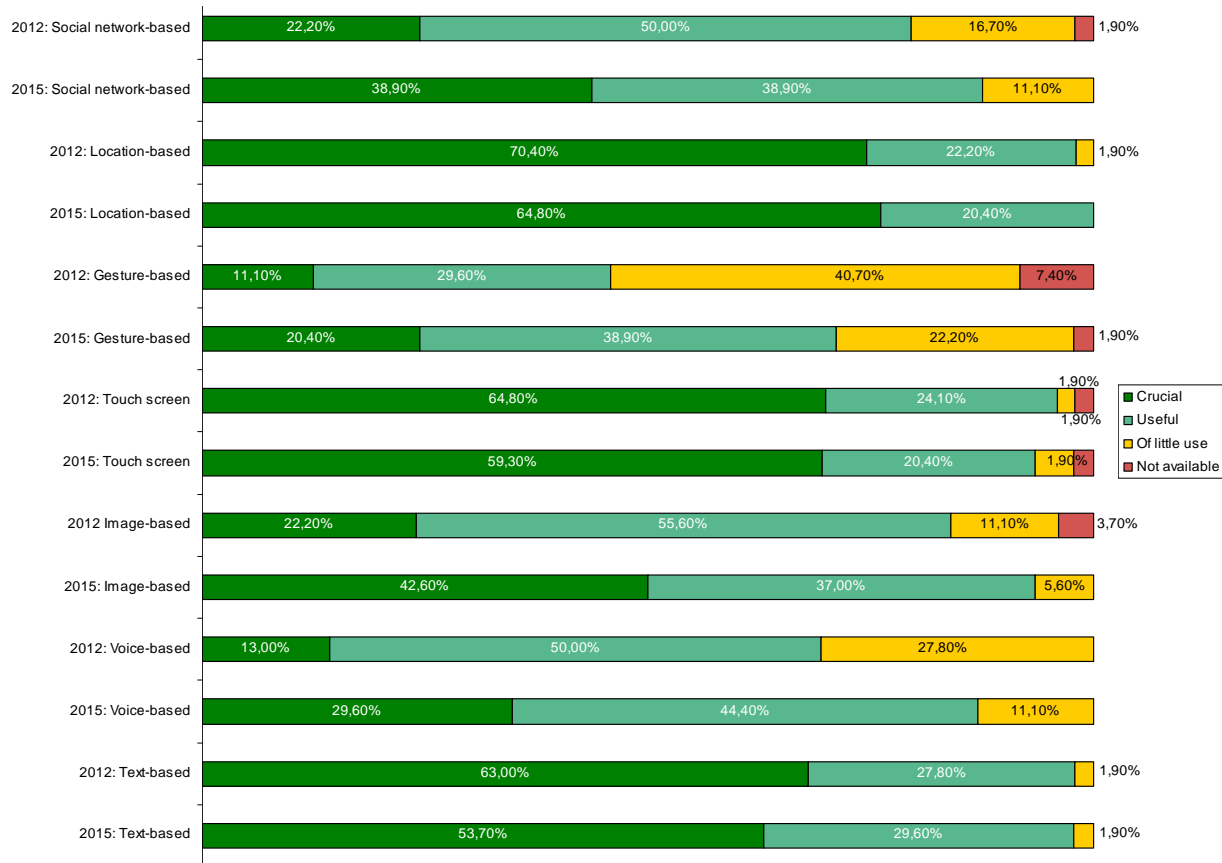 2012: Social network-based 22,20% 50,00% 16,70% 1,90%
2015: Social network-based 38,90% 38,90% 11,10%
2012: Location-based 70,40% 22,20% 1,90%
2015: Location-based 64,80% 20,40%
2012: Gesture-based 11,10% 29,60% 40,70% 7,40%
2015: Gesture-based 20,40% 38,90% 22,20% 1,90%
1,90%
2012: Touch screen 64,80% 24,10%
1,90%
2015: Touch screen 59,30% 20,40% 1,90%
2012 Image-based 22,20% 55,60% 11,10% 3,70%
2015: Image-based 42,60% 37,00% 5,60%
2012: Voice-based 13,00% 50,00% 27,80%
2015: Voice-based 29,60% 44,40% 11,10%
2012: Text-based 63,00% 27,80% 1,90%
2015: Text-based 53,70% 29,60% 1,90%
Crucial
Useful
Of little use
Not available